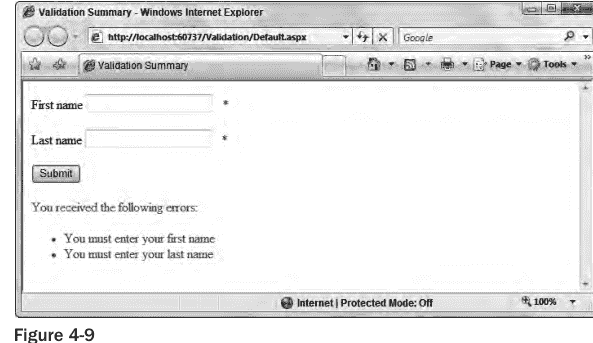 Validation Summary - Windows Internet Explorer
http://localhost:60737/Validation/Default.aspx
Google
Validation Summary
Page
Tools
First name *
Last name *
Submit
You received the following errors:
• You must enter your first name
• You must enter your last name
Internet | Protected Mode: Off
100%
Figure 4-9